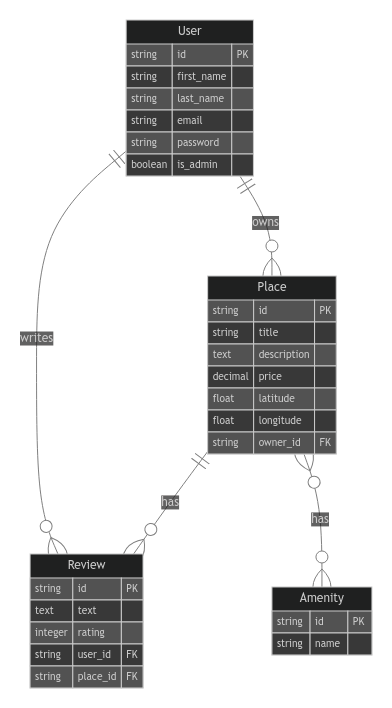 User
string id PK
string first_name
string last_name
string email
string password
boolean is_admin
owns
Place
string id PK
string title
text description
decimal price
float latitude
float longitude
string owner_id FK
writes
has
has
Review
string id PK
text text
integer rating
string user_id FK
string place_id FK
Amenity
string id PK
string name